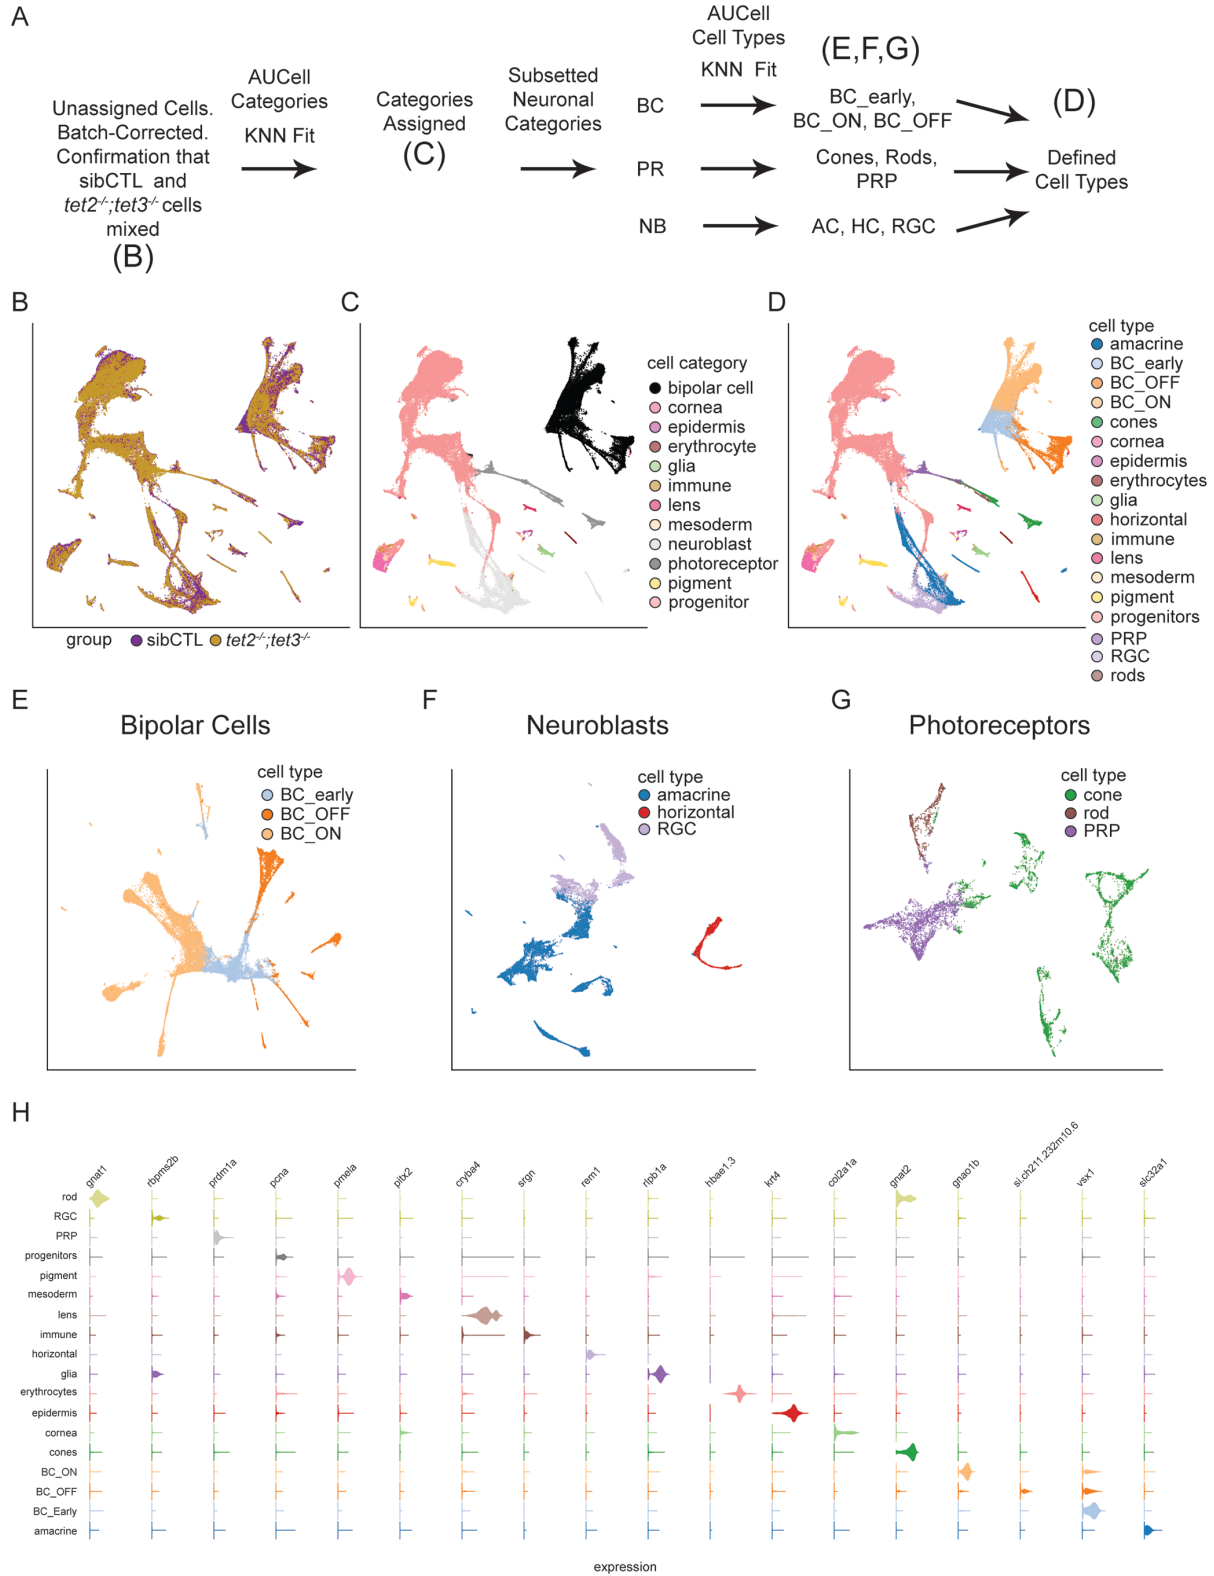 A
Unassigned Cells.
Batch-Corrected.
Confirmation that
sibCTL and
tet2-/-;tet3-/- cells
mixed
(B)
AUCell
Categories
KNN Fit
Categories
Assigned
(C)
Subsetted
Neuronal
Categories
BC
PR
NB
AUCell
Cell Types
KNN Fit
(E,F,G)
BC_early,
BC_ON, BC_OFF
Cones, Rods,
PRP
AC, HC, RGC
(D)
Defined
Cell Types
B
group
sibCTL
tet2-/-;tet3-/-
C
cell category
bipolar cell
cornea
epidermis
erythrocyte
glia
immune
lens
mesoderm
neuroblast
photoreceptor
pigment
progenitor
D
cell type
amacrine
BC_early
BC_OFF
BC_ON
cones
cornea
epidermis
erythrocytes
glia
horizontal
immune
lens
mesoderm
pigment
progenitors
PRP
RGC
rods
E
Bipolar Cells
cell type
BC_early
BC_OFF
BC_ON
F
Neuroblasts
cell type
amacrine
horizontal
RGC
G
Photoreceptors
cell type
cone
rod
PRP
H
gnat1
rbpms2b
prdm1a
pcna
pmela
pitx2
cryba4
srgn
rem1
rlpb1a
hbae1.3
krt4
col2a1a
gnat2
gnao1b
si.ch211.232m10.6
vsx1
slc32a1
rod
RGC
PRP
progenitors
pigment
mesoderm
lens
immune
horizontal
glia
erythrocytes
epidermis
cornea
cones
BC_ON
BC_OFF
BC_Early
amacrine
expression